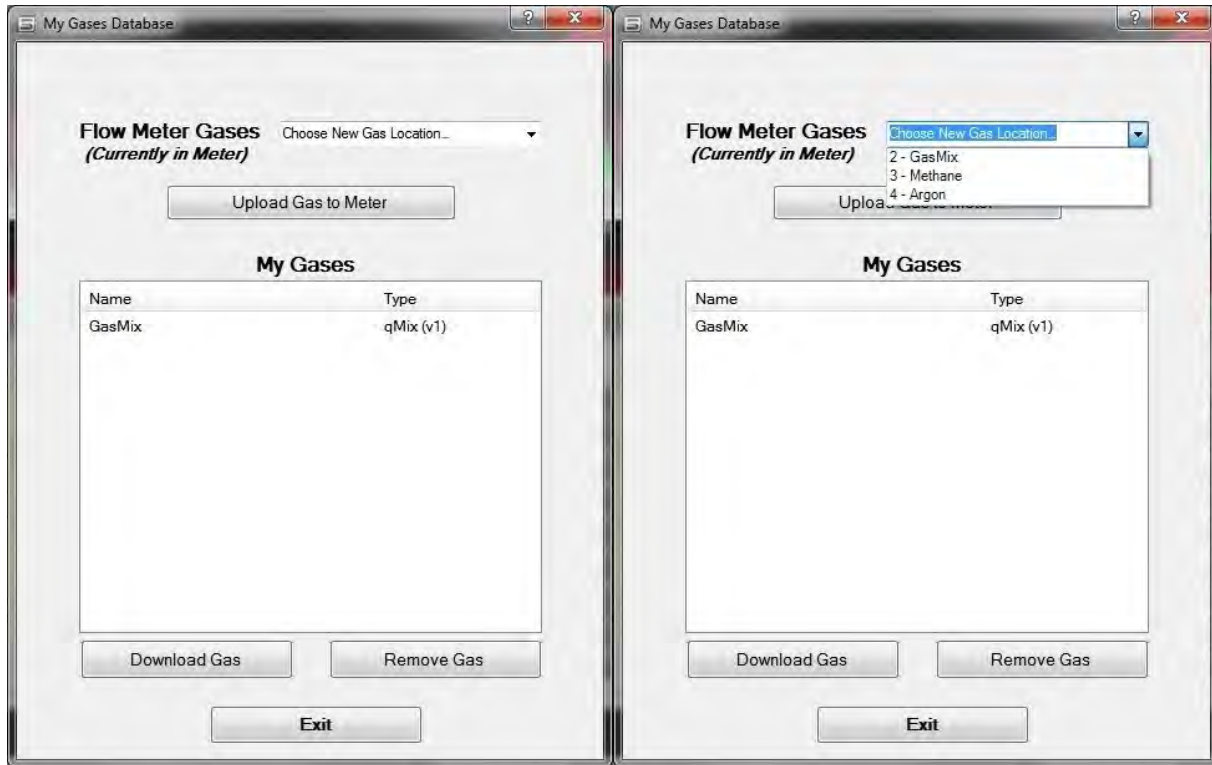 My Gases Database
?
X
Flow Meter Gases Choose New Gas Location...
(Currently in Meter)
Upload Gas to Meter
My Gases
Name Type
GasMix qMix (v1)
Download Gas Remove Gas
Exit
My Gases Database
?
X
Flow Meter Gases Choose New Gas Location...
(Currently in Meter)
2 - GasMix
3 - Methane
4 - Argon
My Gases
Name Type
GasMix qMix (v1)
Download Gas Remove Gas
Exit